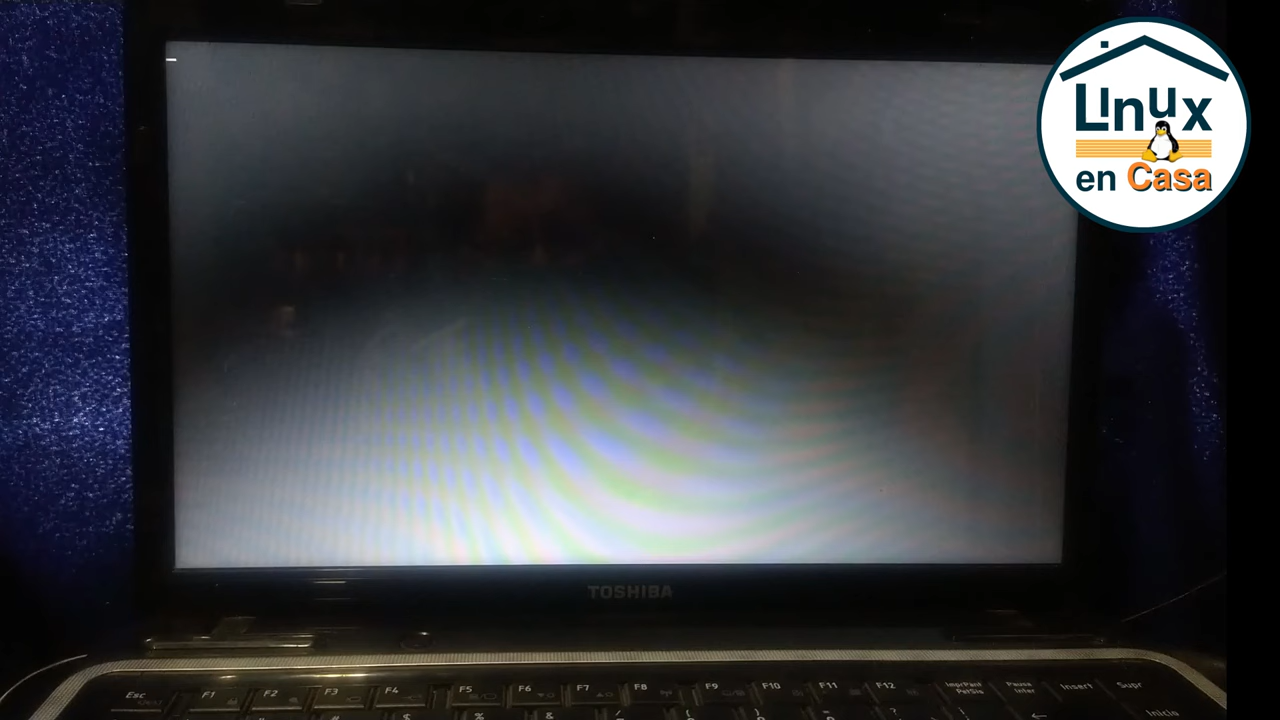 Linux
en Casa
TOSHIBA
Esc F1 F2 F3 F4 F5 F6 F7 F8 F9 F10 F11 F12 ImprPant PetSis Pausa Inter Insert Supr
# $ % & / ( ) = ? Inicio